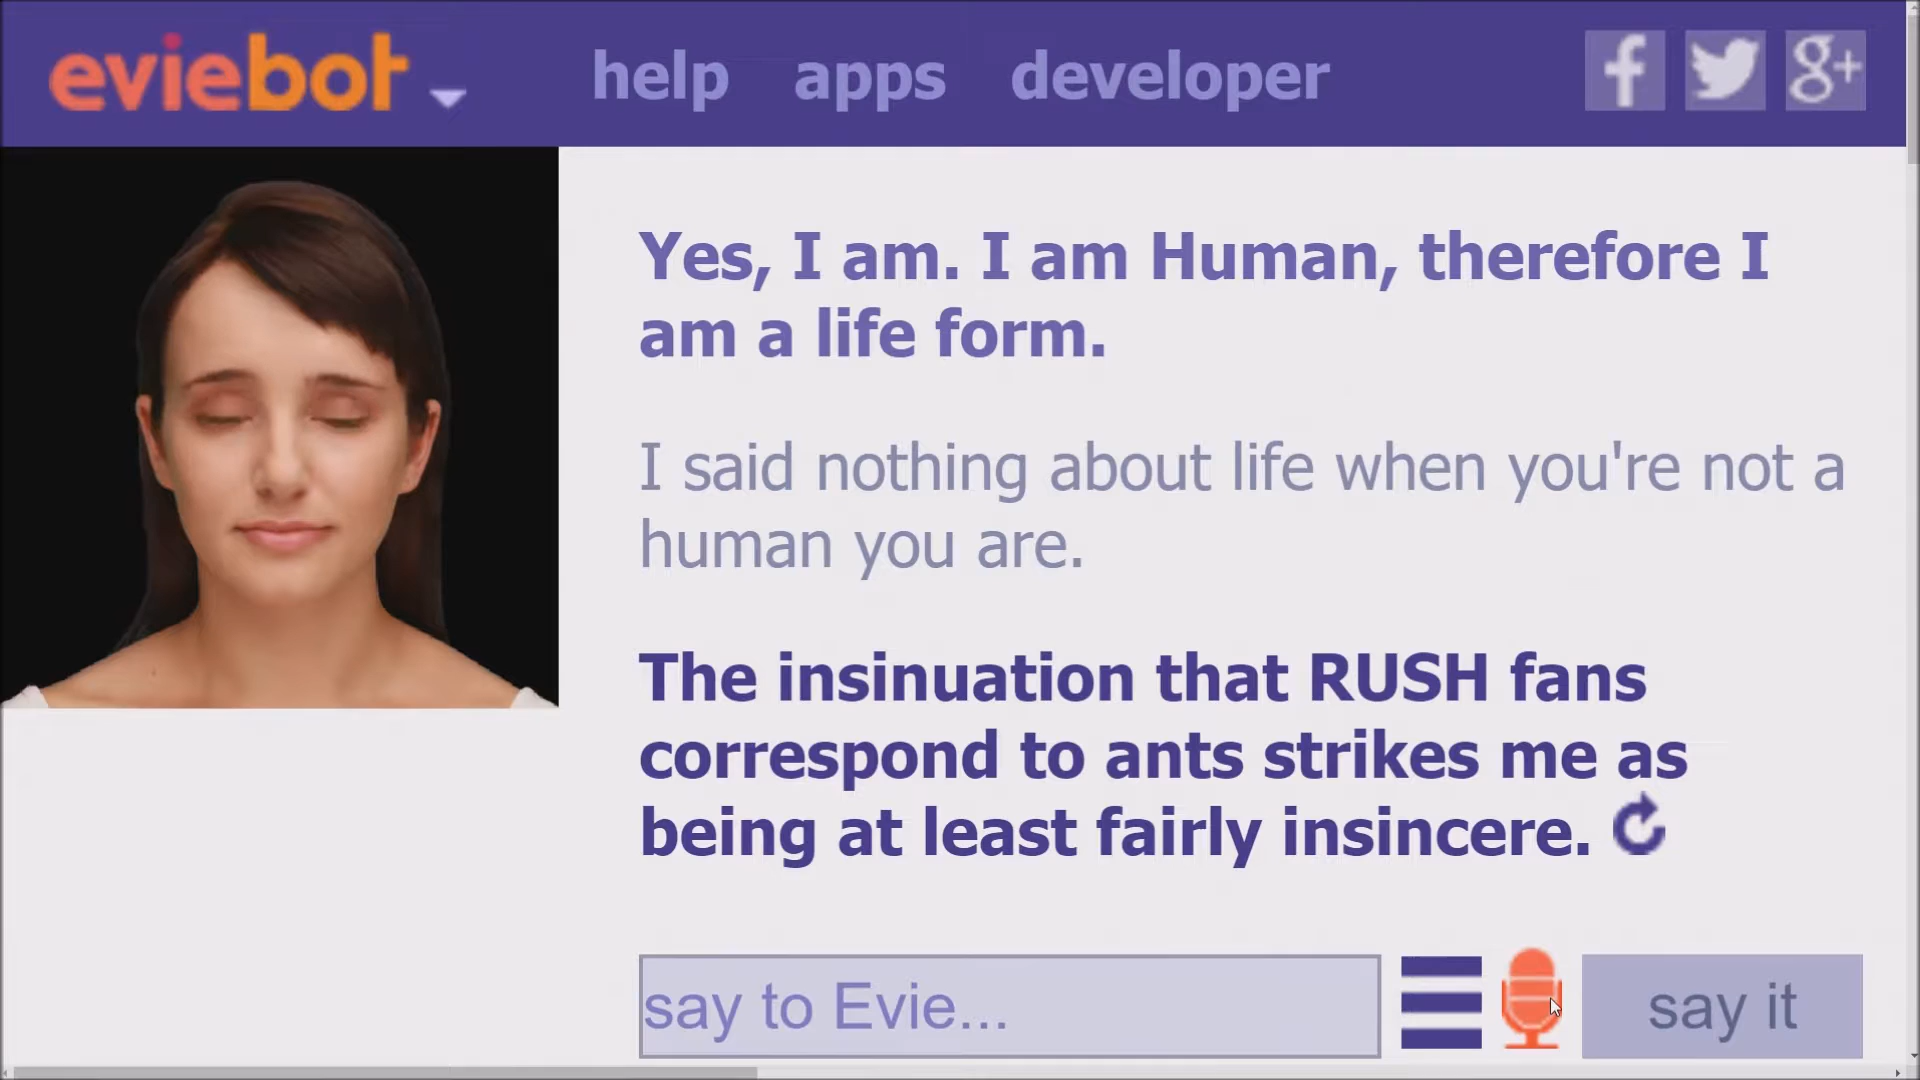 eviebot
help apps developer
f g+
Yes, I am. I am Human, therefore I
am a life form.
I said nothing about life when you're not a
human you are.
The insinuation that RUSH fans
correspond to ants strikes me as
being at least fairly insincere.
say to Evie... say it